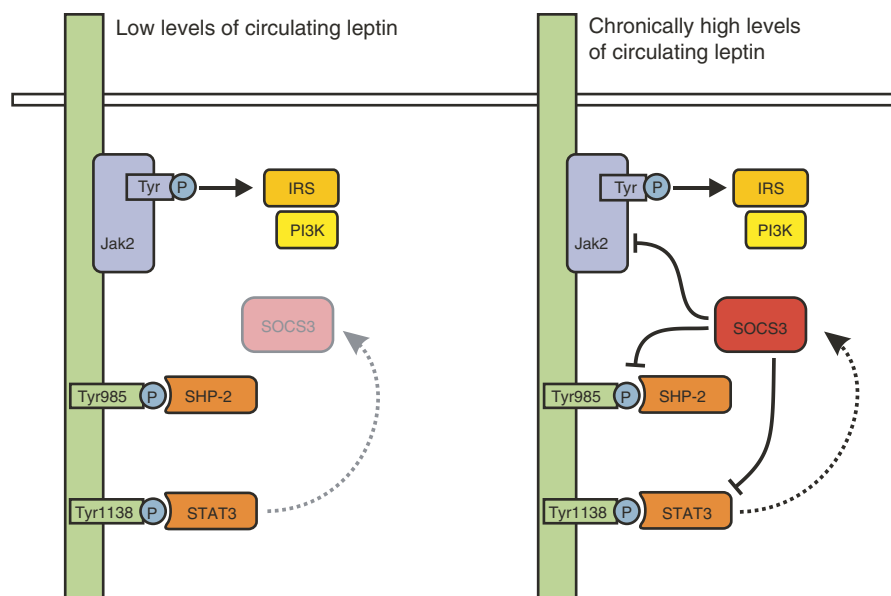 Low levels of circulating leptin
Tyr
P
IRS
PI3K
Jak2
SOCS3
Tyr985
P
SHP-2
Tyr1138
P
STAT3
Chronically high levels
of circulating leptin
Tyr
P
IRS
PI3K
Jak2
SOCS3
Tyr985
P
SHP-2
Tyr1138
P
STAT3